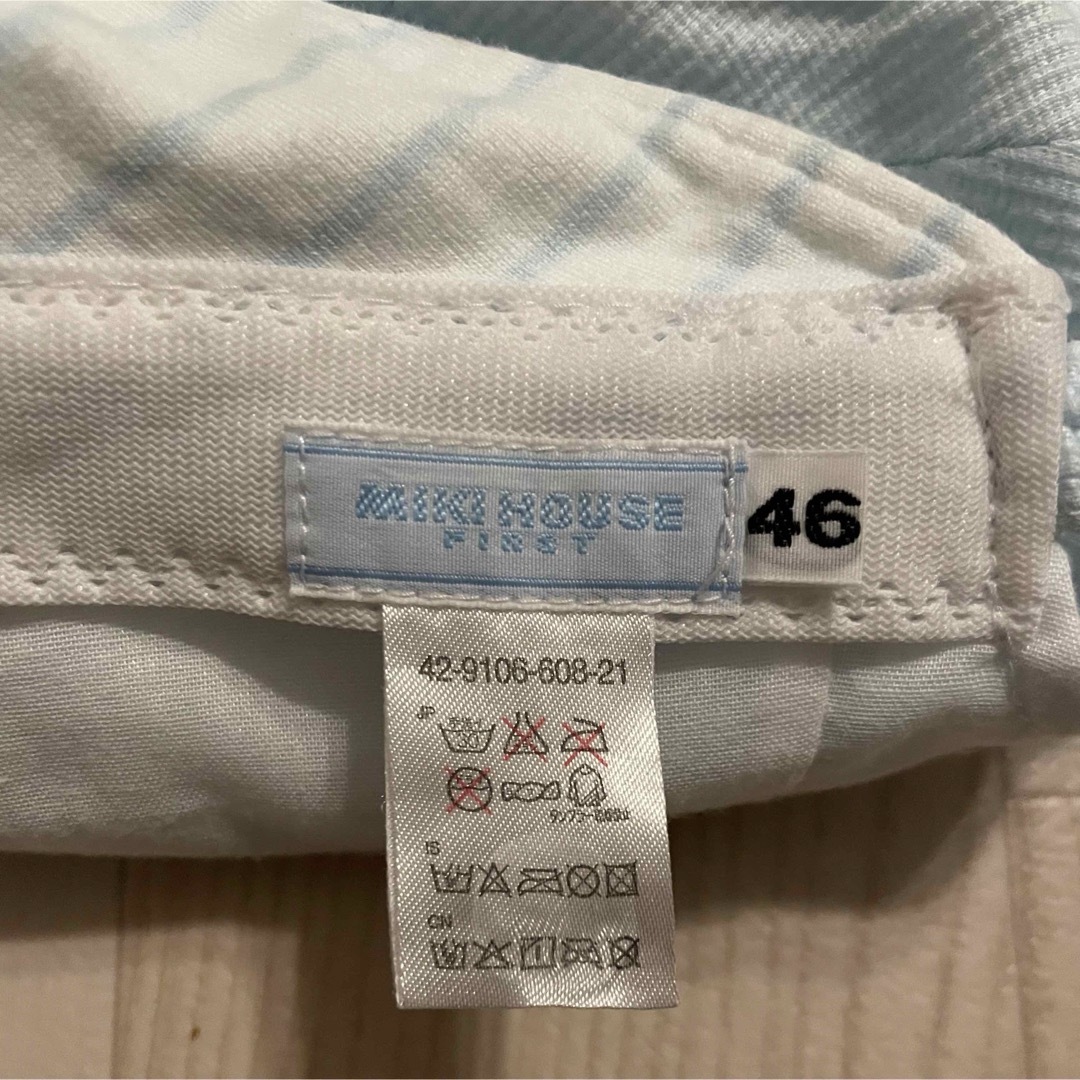 MIKI HOUSE
FIRST
46
42-9106-608-21
JP
IS
CN